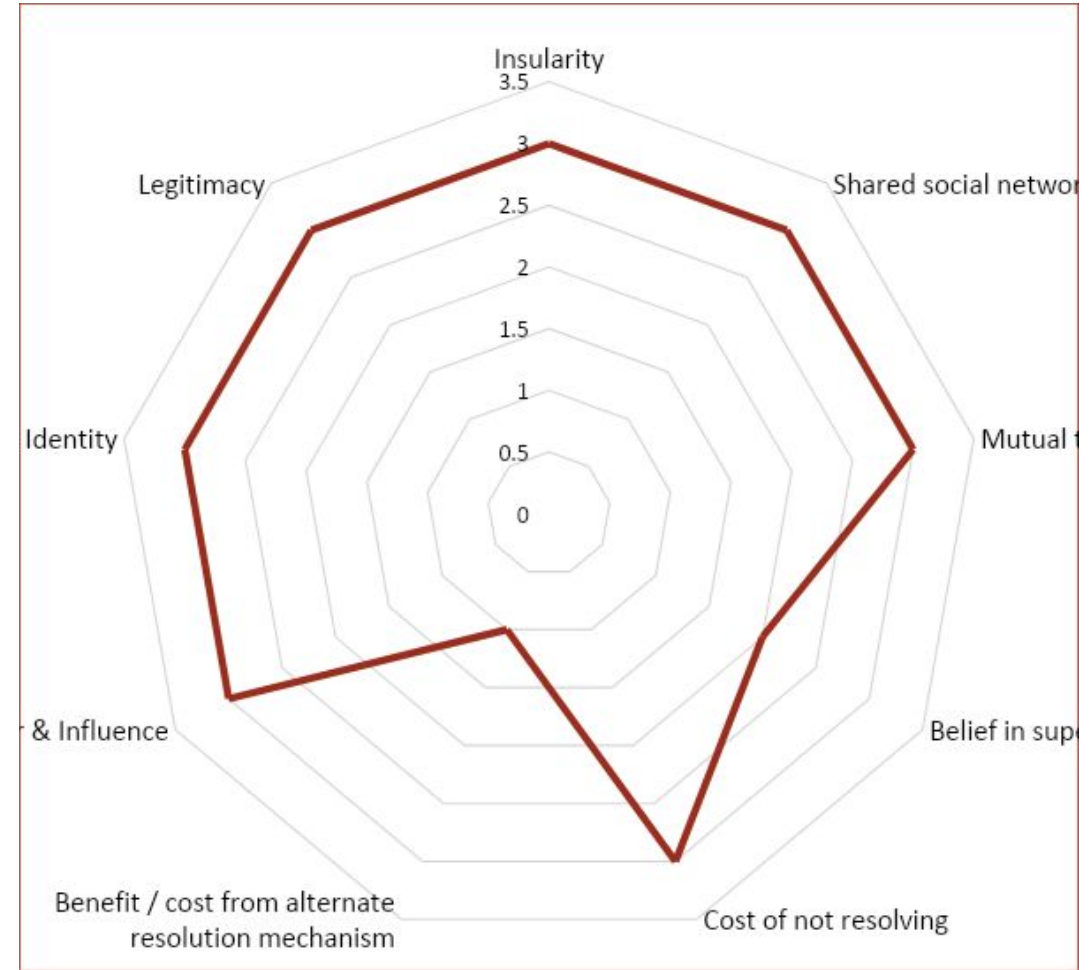 Insularity
3.5
3
2.5
2
1.5
1
0.5
0
Shared social networ
Mutual
Belief in sup
Cost of not resolving
Benefit / cost from alternate
resolution mechanism
& Influence
Identity
Legitimacy